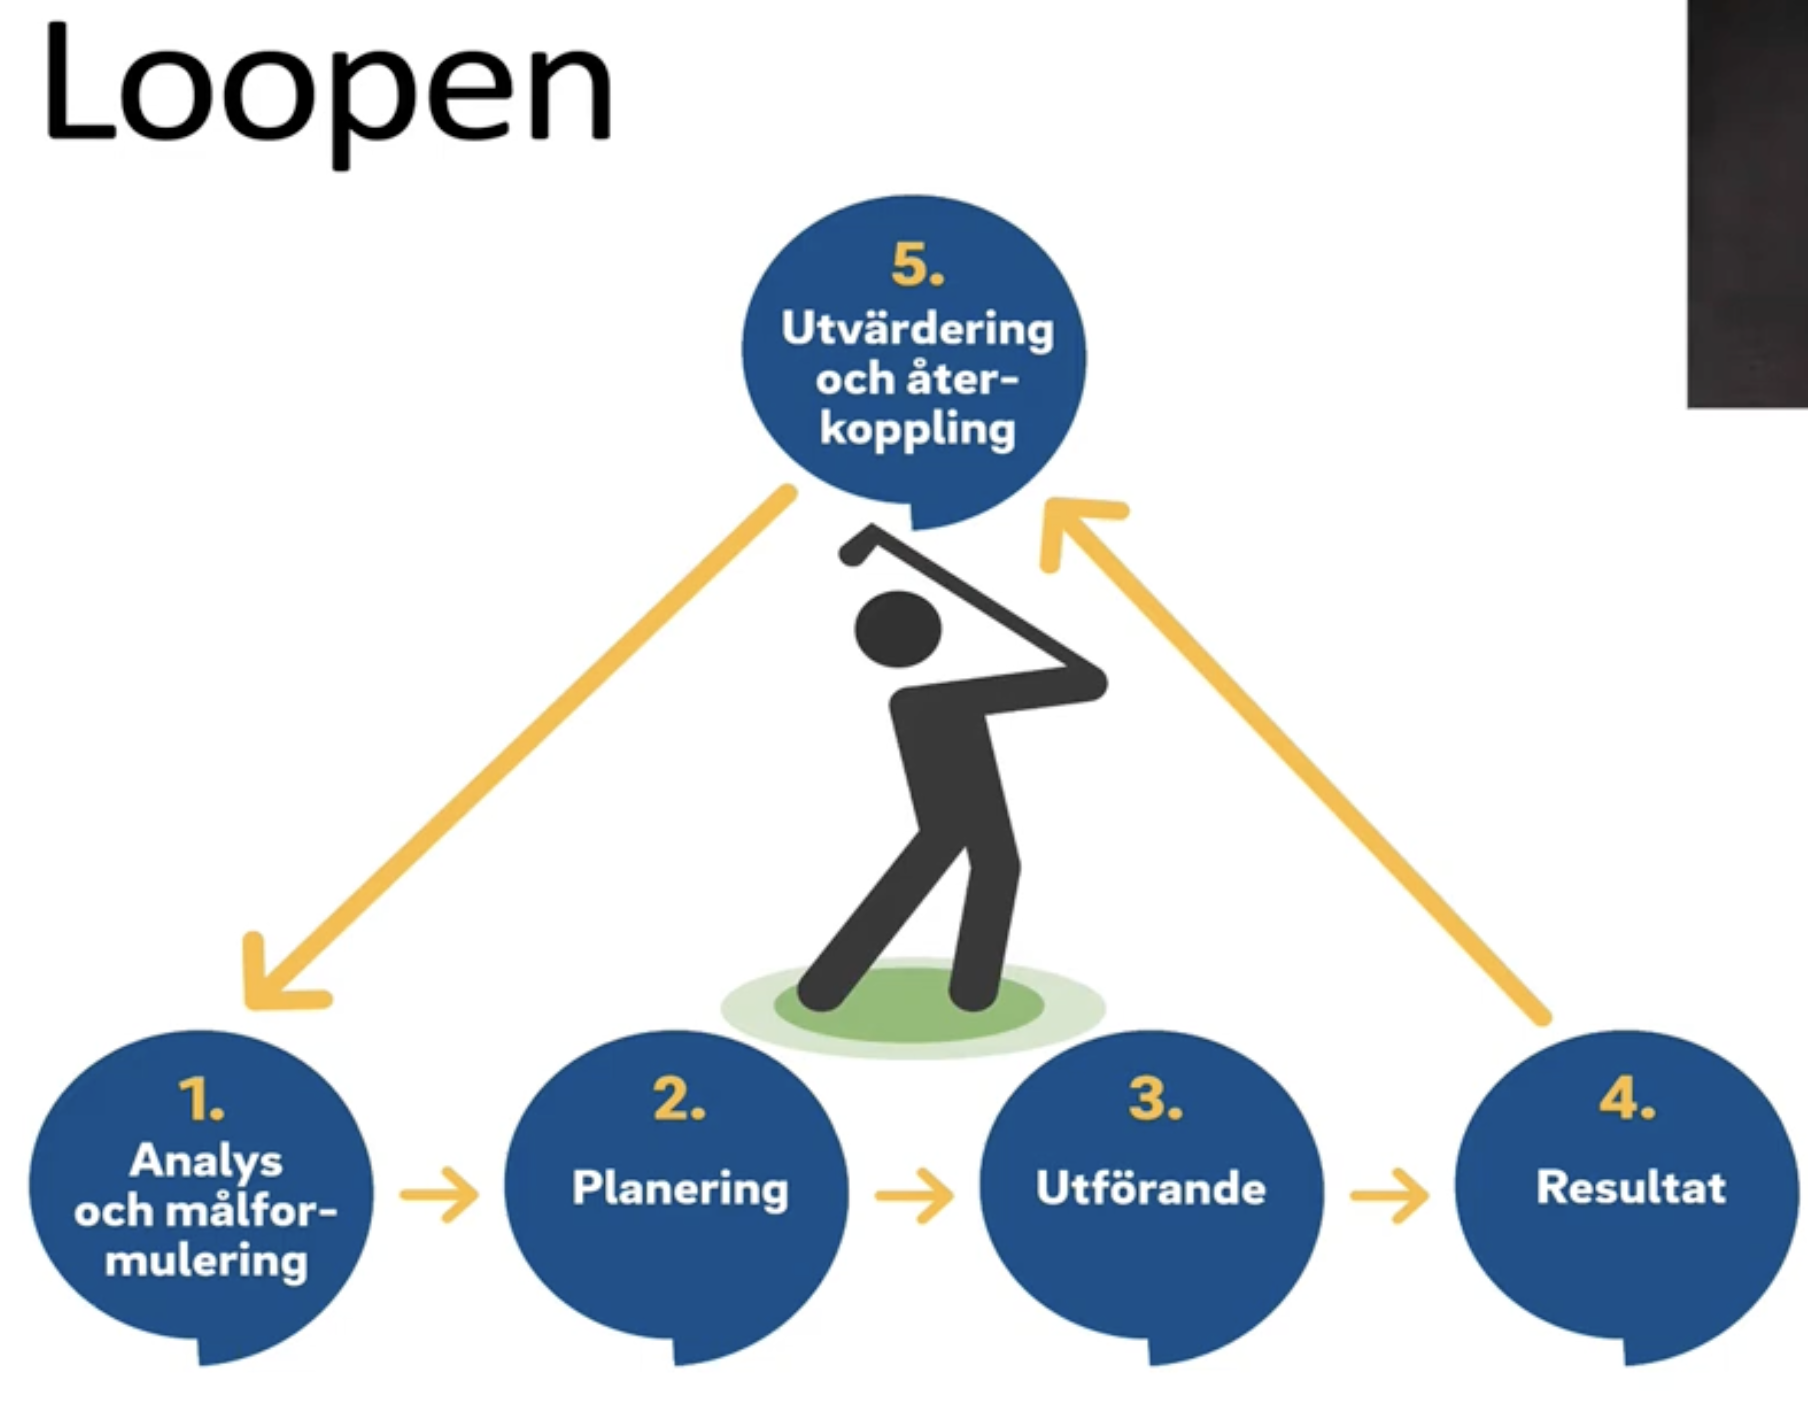 Loopen
5.
Utvärdering
och åter-
koppling
1.
Analys
och målfor-
mulering
2.
Planering
3.
Utförande
4.
Resultat